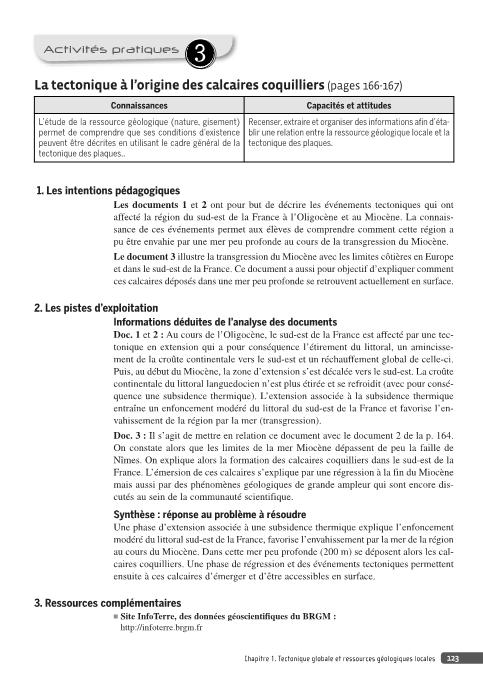 Activités pratiques 3
La tectonique à l'origine des calcaires coquilliers (pages 166-167)
Connaissances
Capacités et attitudes
L'étude de la ressource géologique (nature, gisement)
permet de comprendre que ses conditions d'existence
peuvent être décrites en utilisant le cadre général de la
tectonique des plaques..
Recenser, extraire et organiser des informations afin d'éta-
blir une relation entre la ressource géologique locale et la
tectonique des plaques.
1. Les intentions pédagogiques
Les documents 1 et 2 ont pour but de décrire les événements tectoniques qui ont
affecté la région du sud-est de la France à l'Oligocène et au Miocène. La connais-
sance de ces événements permet aux élèves de comprendre comment cette région a
pu être envahie par une mer peu profonde au cours de la transgression du Miocène.
Le document 3 illustre la transgression du Miocène avec les limites côtières en Europe
et dans le sud-est de la France. Ce document a aussi pour objectif d'expliquer comment
ces calcaires déposés dans une mer peu profonde se retrouvent actuellement en surface.
2. Les pistes d'exploitation
Informations déduites de l'analyse des documents
Doc. 1 et 2 : Au cours de l'Oligocène, le sud-est de la France est affecté par une tec-
tonique en extension qui a pour conséquence l'étirement du littoral, un amincisse-
ment de la croûte continentale vers le sud-est et un réchauffement global de celle-ci.
Puis, au début du Miocène, la zone d'extension s'est décalée vers le sud-est. La croûte
continentale du littoral languedocien n'est plus étirée et se refroidit (avec pour consé-
quence une subsidence thermique). L'extension associée à la subsidence thermique
entraîne un enfoncement modéré du littoral du sud-est de la France et favorise l'en-
vahissement de la région par la mer (transgression).
Doc. 3 : Il s'agit de mettre en relation ce document avec le document 2 de la p. 164.
On constate alors que les limites de la mer Miocène dépassent de peu la faille de
Nîmes. On explique alors la formation des calcaires coquilliers dans le sud-est de la
France. L'émersion de ces calcaires s'explique par une régression à la fin du Miocène
mais aussi par des phénomènes géologiques de grande ampleur qui sont encore dis-
cutés au sein de la communauté scientifique.
Synthèse : réponse au problème à résoudre
Une phase d'extension associée à une subsidence thermique explique l'enfoncement
modéré du littoral sud-est de la France, favorise l'envahissement par la mer de la région
au cours du Miocène. Dans cette mer peu profonde (200 m) se déposent alors les cal-
caires coquilliers. Une phase de régression et des événements tectoniques permettent
ensuite à ces calcaires d'émerger et d'être accessibles en surface.
3. Ressources complémentaires
■ Site InfoTerre, des données géoscientifiques du BRGM :
http://infoterre.brgm.fr
Chapitre 1. Tectonique globale et ressources géologiques locales 123